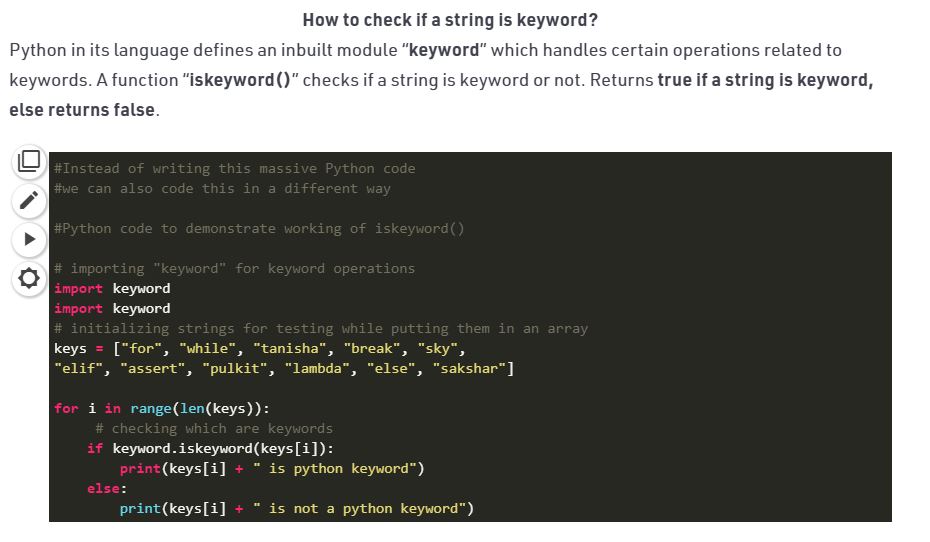 How to check if a string is keyword?
Python in its language defines an inbuilt module “keyword” which handles certain operations related to
keywords. A function “iskeyword()” checks if a string is keyword or not. Returns true if a string is keyword,
else returns false.
#Instead of writing this massive Python code
#we can also code this in a different way
#Python code to demonstrate working of iskeyword()
# importing "keyword" for keyword operations
import keyword
import keyword
# initializing strings for testing while putting them in an array
keys = ["for", "while", "tanisha", "break", "sky",
"elif", "assert", "pulkit", "lambda", "else", "sakshar"]
for i in range(len(keys)):
     # checking which are keywords
    if keyword.iskeyword(keys[i]):
        print(keys[i] + " is python keyword")
    else:
        print(keys[i] + " is not a python keyword")